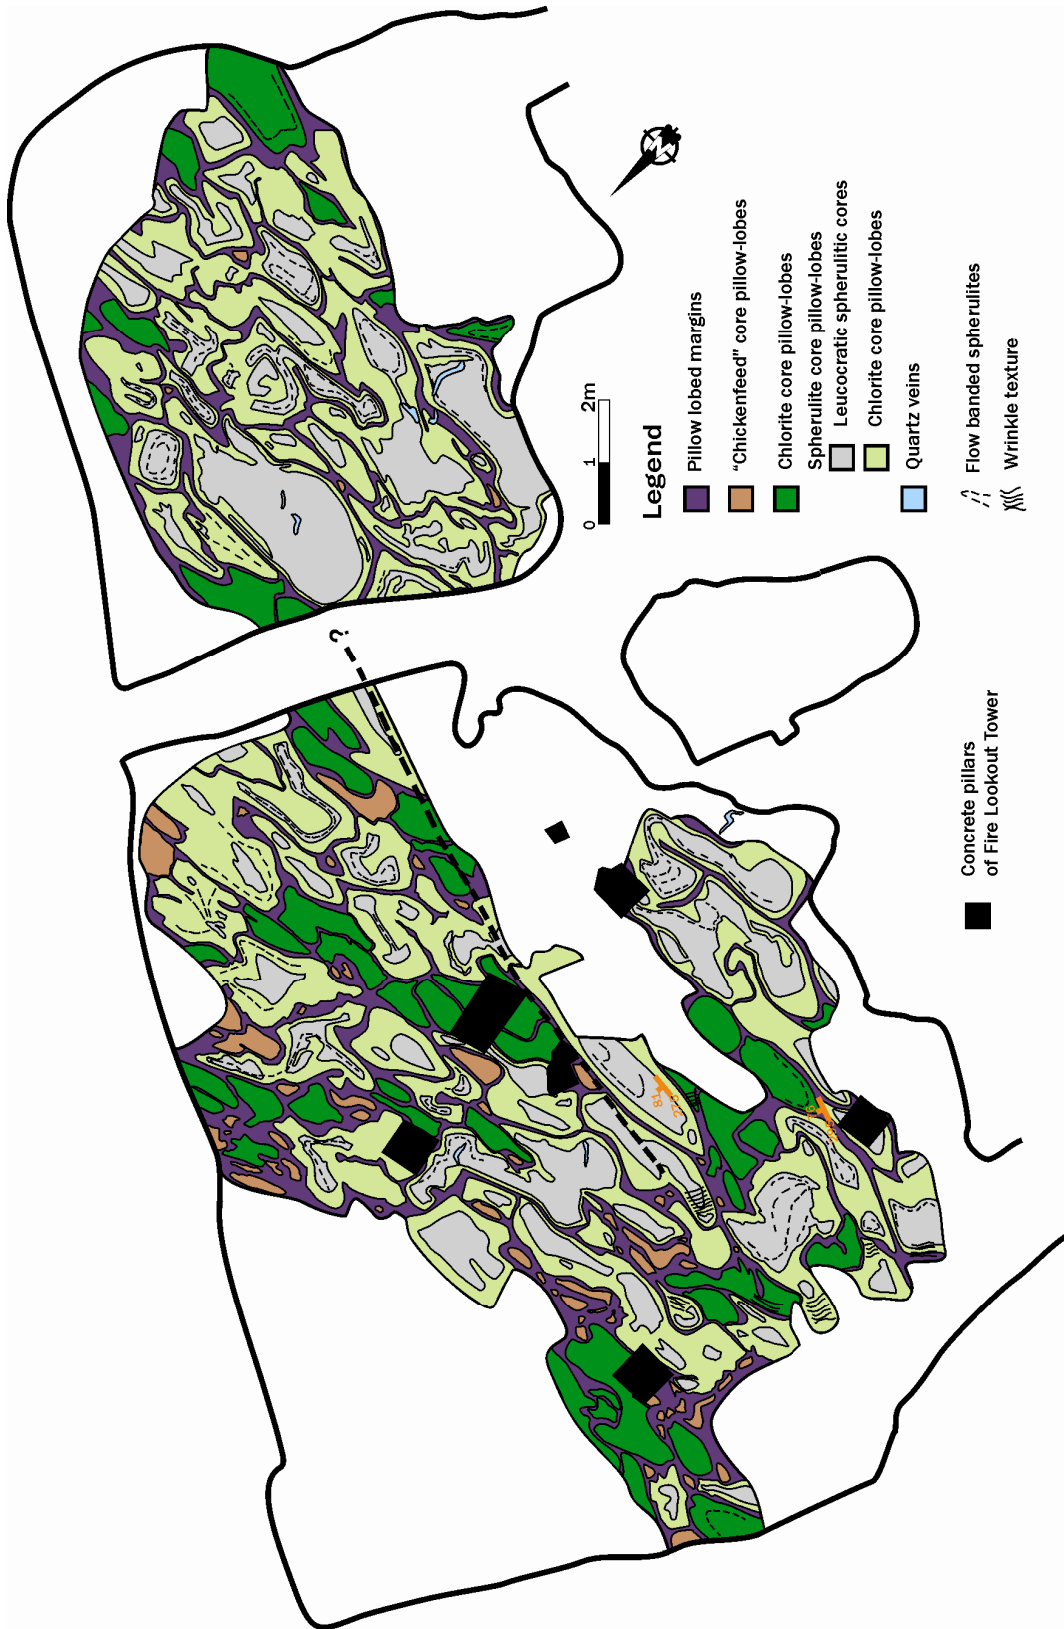 ?
N
0 1 2m
Legend
Pillow lobed margins
“Chickenfeed" core pillow-lobes
Chlorite core pillow-lobes
Spherulite core pillow-lobes
Leucocratic spherulitic cores
Chlorite core pillow-lobes
Quartz veins
Flow banded spherulites
Wrinkle texture
Concrete pillars
of Fire Lookout Tower
81